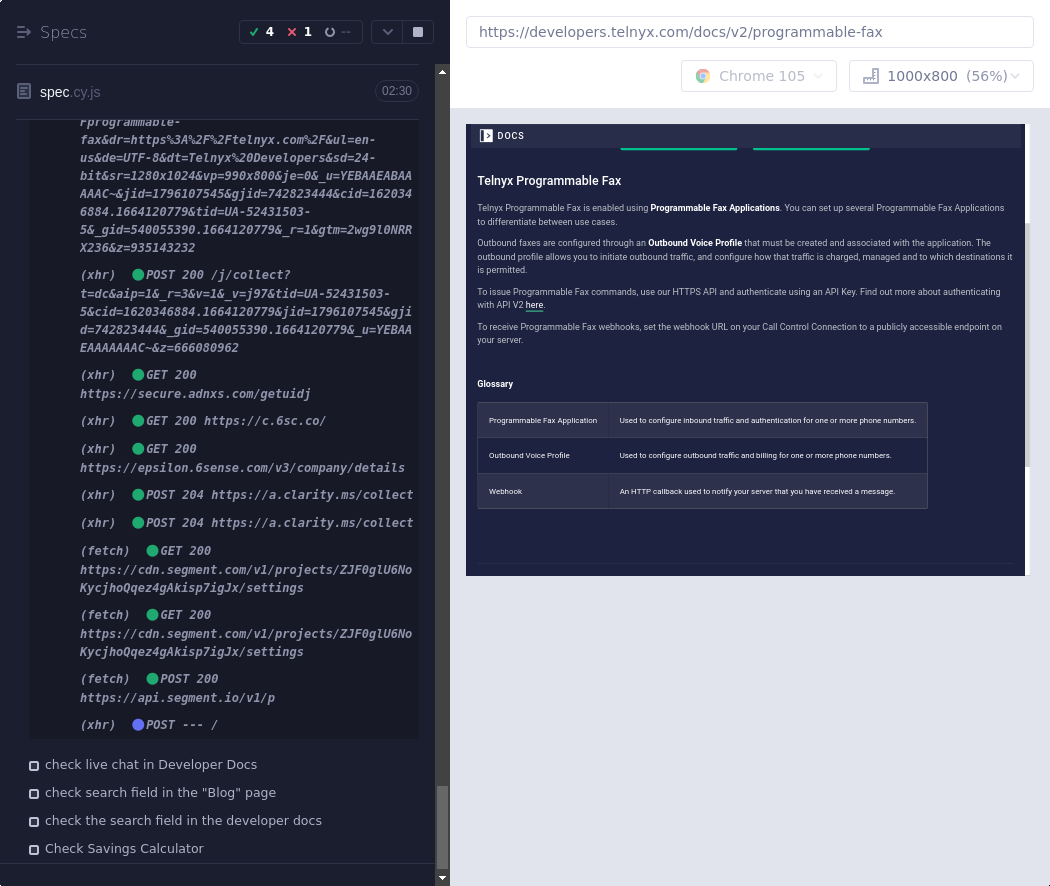 Specs
4
1
--
spec.cy.js
02:30
Fprogrammable-
fax&dr=https%3A%2F%2Ftelnyx.com%2F&ul=en-
us&de=UTF-8&dt=Telnyx%20Developers&sd=24-
bit&sr=1280x1024&vp=990x800&je=0&_u=YEBAAEABAA
AAAC~&jid=1796107545&gjid=742823444&cid=162034
6884.1664120779&tid=UA-52431503-
5&_gid=540055390.1664120779&_r=1&gtm=2wg9l0NRR
X236&z=935143232
(xhr) POST 200 /j/collect?
t=dc&aip=1&_r=3&v=1&_v=j97&tid=UA-52431503-
5&cid=1620346884.1664120779&jid=1796107545&gji
d=742823444&_gid=540055390.1664120779&_u=YEBAA
EAAAAAAAC~&z=666080962
(xhr) GET 200
https://secure.adnxs.com/getuidj
(xhr) GET 200 https://c.6sc.co/
(xhr) GET 200
https://epsilon.6sense.com/v3/company/details
(xhr) POST 204 https://a.clarity.ms/collect
(xhr) POST 204 https://a.clarity.ms/collect
(fetch) GET 200
https://cdn.segment.com/v1/projects/ZJF0glU6No
KycjhoQqez4gAkisp7igJx/settings
(fetch) GET 200
https://cdn.segment.com/v1/projects/ZJF0glU6No
KycjhoQqez4gAkisp7igJx/settings
(fetch) POST 200
https://api.segment.io/v1/p
(xhr) POST --- /
check live chat in Developer Docs
check search field in the "Blog" page
check the search field in the developer docs
Check Savings Calculator
https://developers.telnyx.com/docs/v2/programmable-fax
Chrome 105
1000x800 (56%)
DOCS
Telnyx Programmable Fax
Telnyx Programmable Fax is enabled using Programmable Fax Applications. You can set up several Programmable Fax Applications
to differentiate between use cases.
Outbound faxes are configured through an Outbound Voice Profile that must be created and associated with the application. The
outbound profile allows you to initiate outbound traffic, and configure how that traffic is charged, managed and to which destinations it
is permitted.
To issue Programmable Fax commands, use our HTTPS API and authenticate using an API Key. Find out more about authenticating
with API V2 here.
To receive Programmable Fax webhooks, set the webhook URL on your Call Control Connection to a publicly accessible endpoint on
your server.
Glossary
Programmable Fax Application Used to configure inbound traffic and authentication for one or more phone numbers.
Outbound Voice Profile Used to configure outbound traffic and billing for one or more phone numbers.
Webhook An HTTP callback used to notify your server that you have received a message.